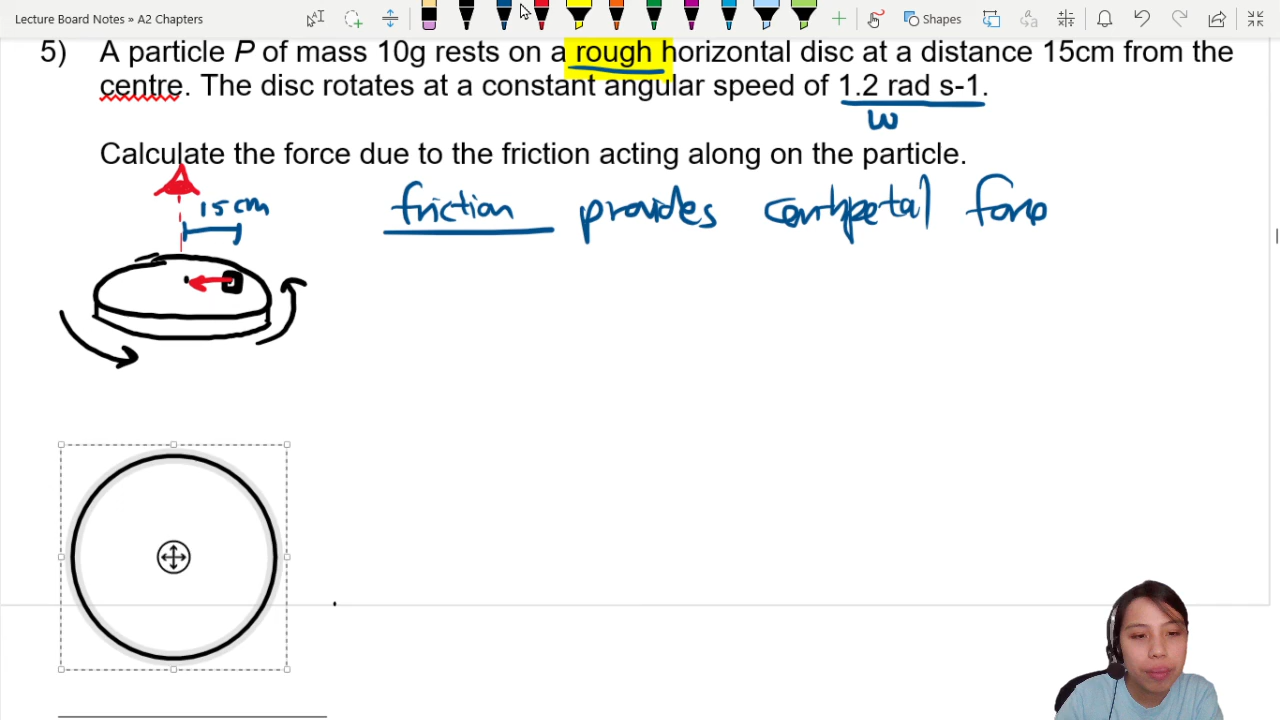 Lecture Board Notes » A2 Chapters
Shapes
5) A particle P of mass 10g rests on a rough horizontal disc at a distance 15cm from the
centre. The disc rotates at a constant angular speed of 1.2 rad s-1.
ω
Calculate the force due to the friction acting along on the particle.
15cm
friction provides centripetal force